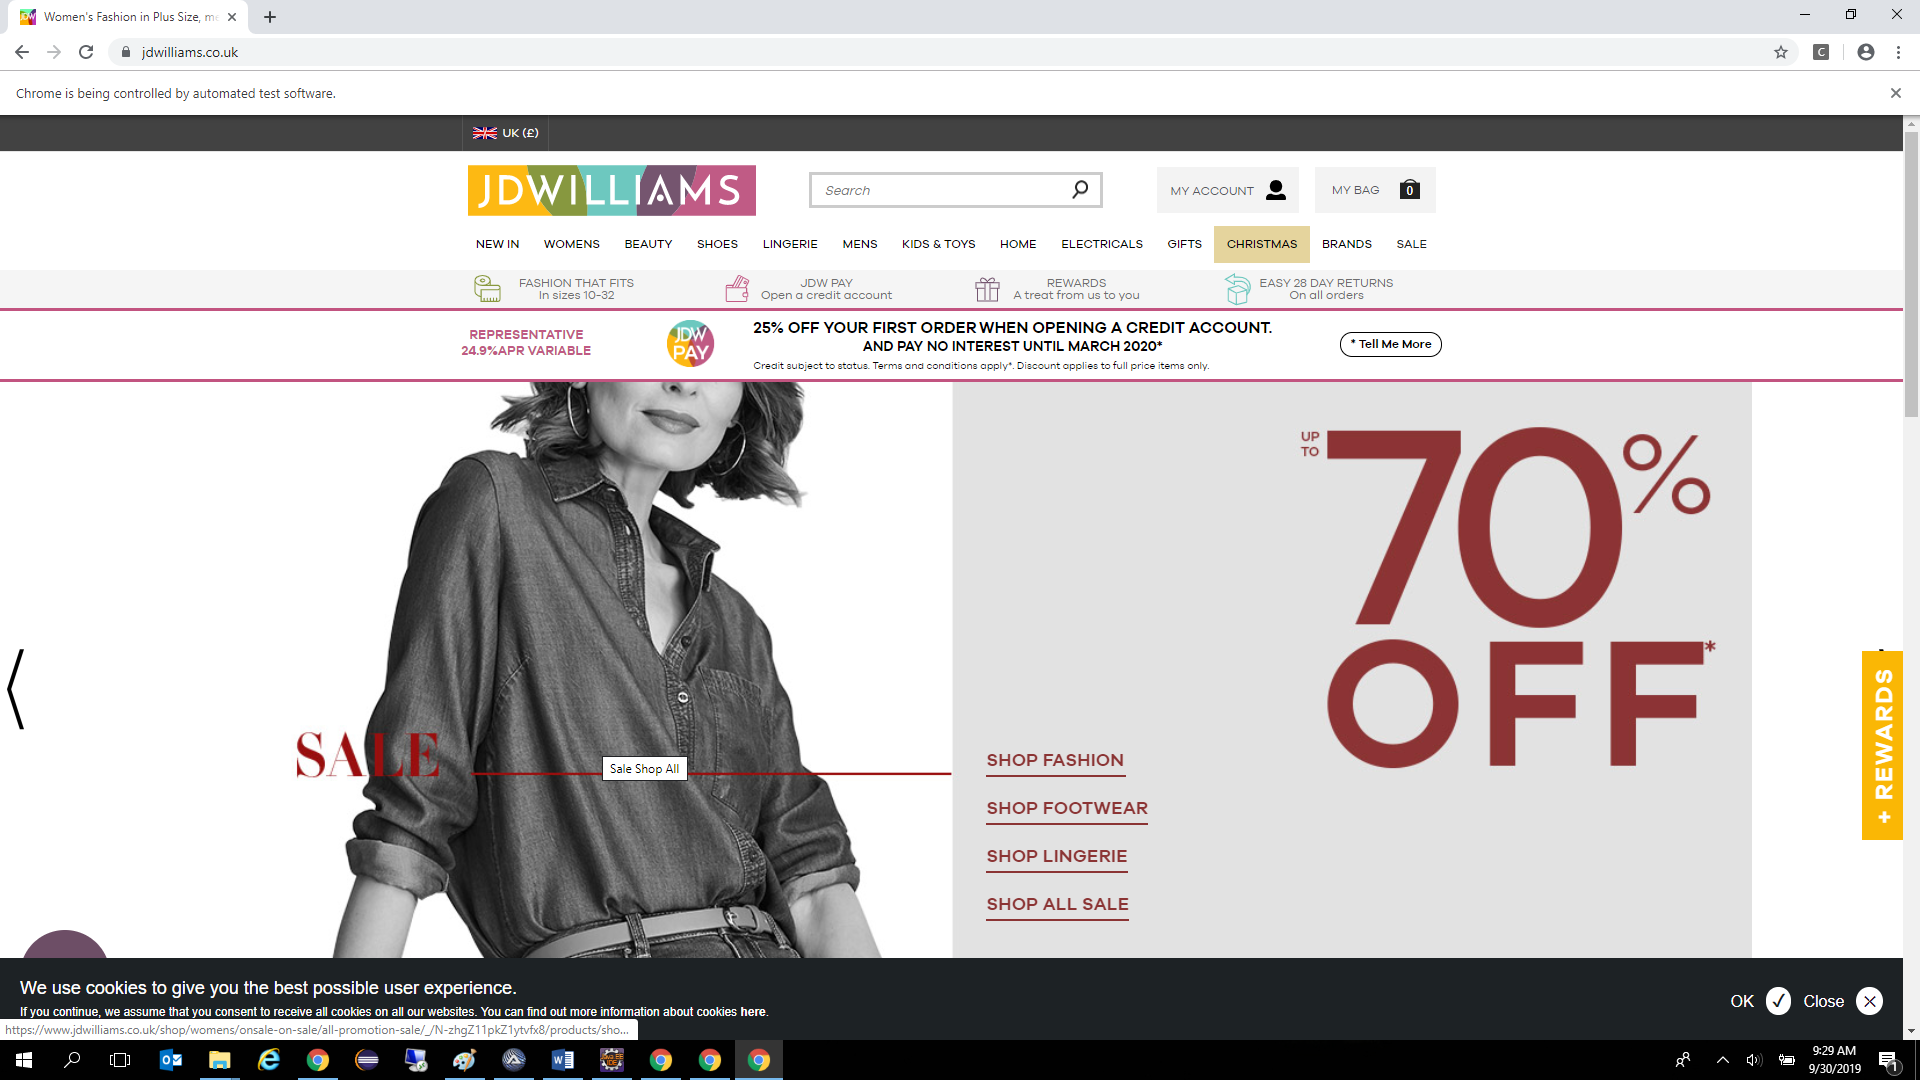 Women's Fashion in Plus Size, me
jdwilliams.co.uk
Chrome is being controlled by automated test software.
UK (£)
JDWILLIAMS
Search
MY ACCOUNT
MY BAG 0
NEW IN WOMENS BEAUTY SHOES LINGERIE MENS KIDS & TOYS HOME ELECTRICALS GIFTS CHRISTMAS BRANDS SALE
FASHION THAT FITS
In sizes 10-32
JDW PAY
Open a credit account
REWARDS
A treat from us to you
EASY 28 DAY RETURNS
On all orders
REPRESENTATIVE
24.9%APR VARIABLE
JDW
PAY
25% OFF YOUR FIRST ORDER WHEN OPENING A CREDIT ACCOUNT.
AND PAY NO INTEREST UNTIL MARCH 2020*
Credit subject to status. Terms and conditions apply*. Discount applies to full price items only.
* Tell Me More
UP
TO
70%
OFF*
SALE
Sale Shop All
SHOP FASHION
SHOP FOOTWEAR
SHOP LINGERIE
SHOP ALL SALE
+ REWARDS
We use cookies to give you the best possible user experience.
If you continue, we assume that you consent to receive all cookies on all our websites. You can find out more information about cookies here.
OK
Close
https://www.jdwilliams.co.uk/shop/womens/onsale-on-sale/all-promotion-sale/_/N-zhgZ11pkZ1ytvfx8/products/sho...
9:29 AM
9/30/2019
1